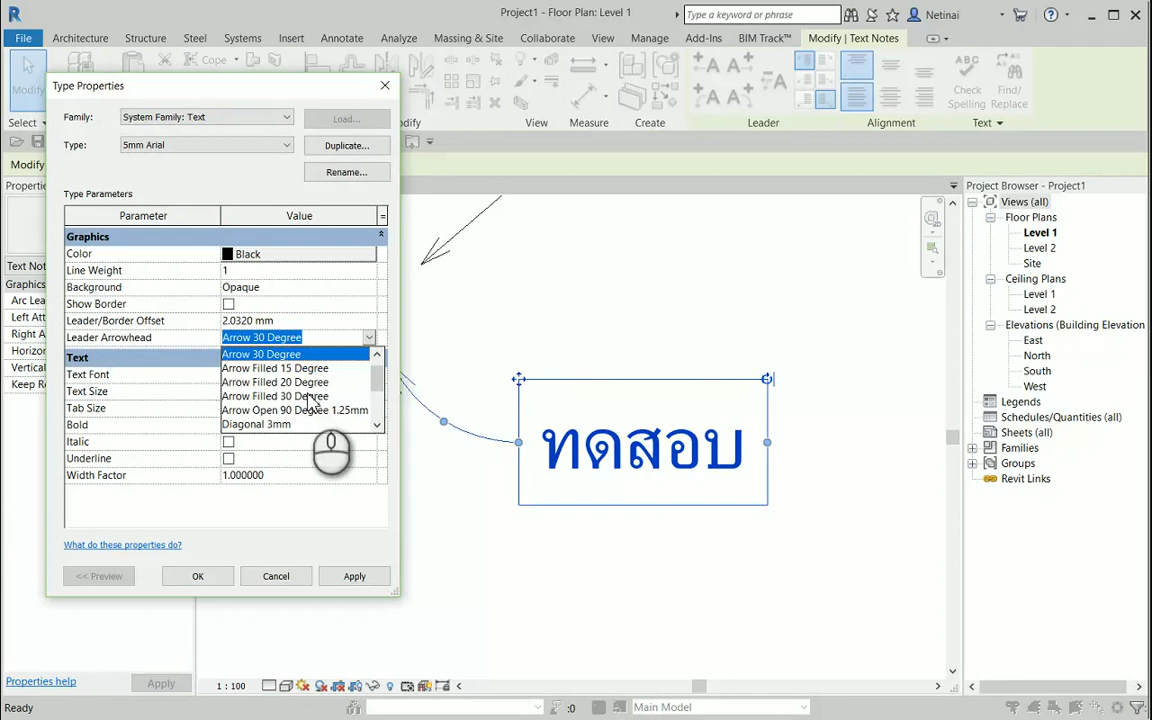 Project1 - Floor Plan: Level 1
Type a keyword or phrase
Netinai
File Architecture Structure Steel Systems Insert Annotate Analyze Massing & Site Collaborate View Manage Add-Ins BIM Track™ Modify | Text Notes
Modify
Cope
Check Spelling
Find/ Replace
Select
View Measure Create Leader Alignment Text
Modify
Type Properties
Family: System Family: Text Load...
Type: 5mm Arial Duplicate...
Rename...
Type Parameters
Parameter Value =
Graphics
Color Black
Line Weight 1
Background Opaque
Show Border
Leader/Border Offset 2.0320 mm
Leader Arrowhead Arrow 30 Degree
Arrow 30 Degree
Arrow Filled 15 Degree
Arrow Filled 20 Degree
Arrow Filled 30 Degree
Arrow Open 90 Degree 1.25mm
Diagonal 3mm
Text
Text Font
Text Size
Tab Size
Bold
Italic
Underline
Width Factor 1.000000
What do these properties do?
<< Preview OK Cancel Apply
Text Not
Graphics
Arc Lea
Left Att
Right A
Horizon
Vertical
Keep Re
Properties help Apply
ทดสอบ
Project Browser - Project1
Views (all)
Floor Plans
Level 1
Level 2
Site
Ceiling Plans
Level 1
Level 2
Elevations (Building Elevation
East
North
South
West
Legends
Schedules/Quantities (all)
Sheets (all)
Families
Groups
Revit Links
1 : 100
Ready :0 Main Model